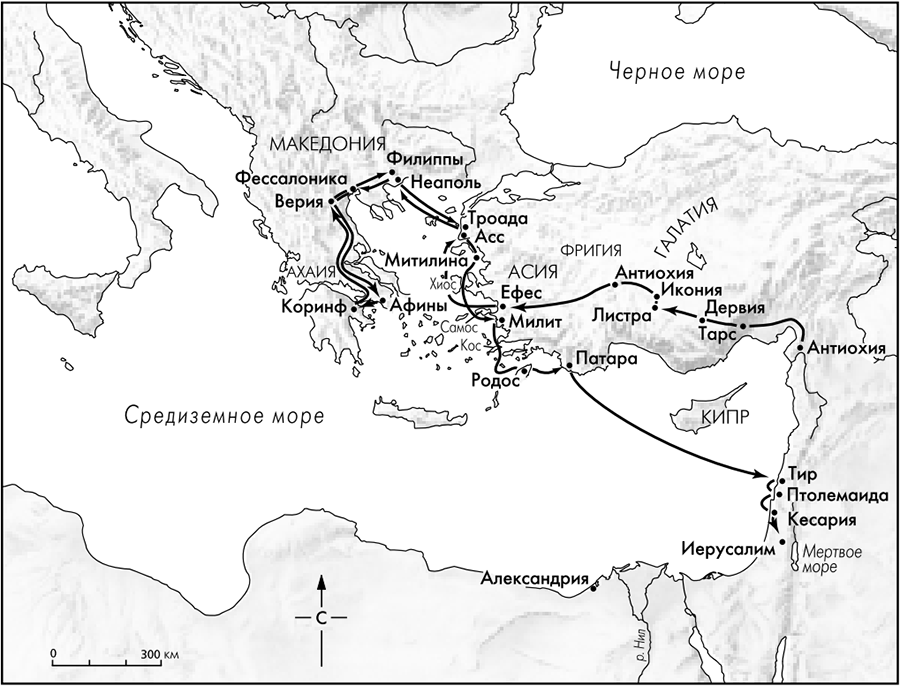 Черное море
МАКЕДОНИЯ
Филиппы
Фессалоника
Неаполь
Верия
ГАЛАТИЯ
Троада
Асс
ФРИГИЯ
Митилина
АСИЯ
АХАИЯ
Хиос
Антиохия
Икония
Ефес
Коринф
Афины
Милит
Листра
Дервия
Самос
Тарс
Кос
Антиохия
Патара
Родос
Средиземное море
КИПР
Тир
Птолемаида
Кесария
Иерусалим
Мертвое
море
Александрия
С
р. Нил
0
300 км